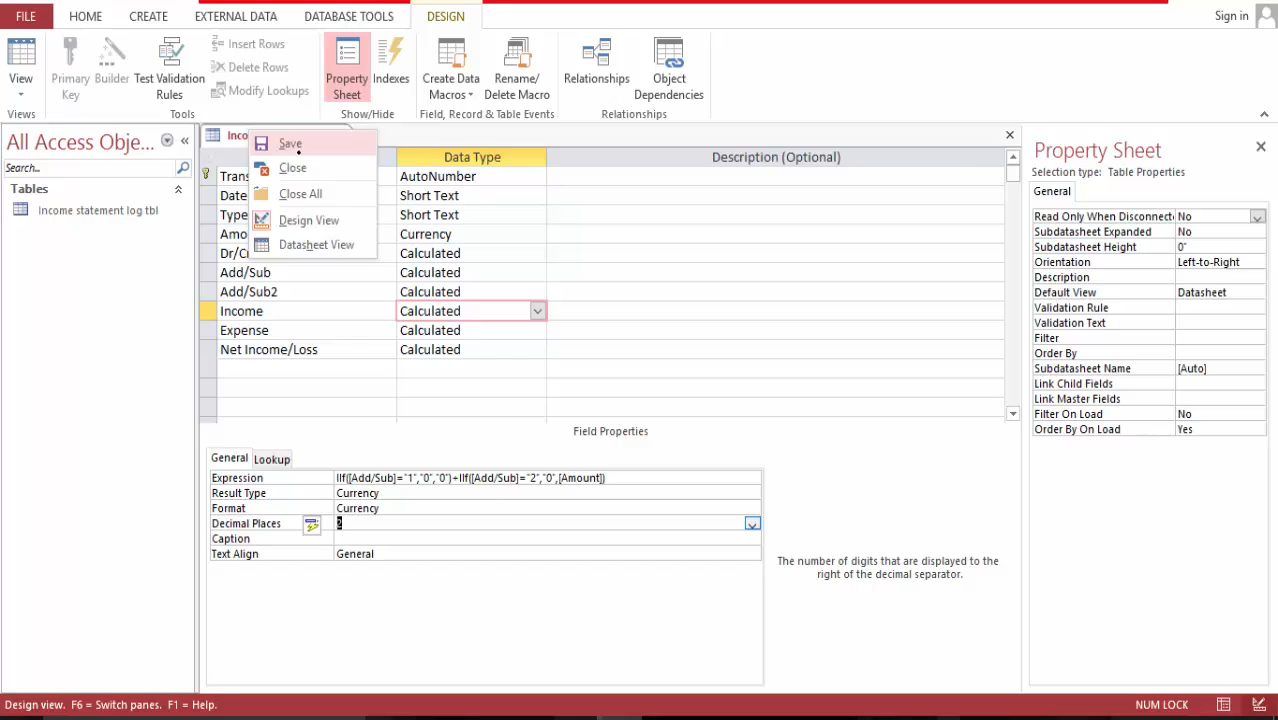 FILE HOME CREATE EXTERNAL DATA DATABASE TOOLS DESIGN Sign in
View
Primary Key
Builder
Test Validation Rules
Insert Rows
Delete Rows
Modify Lookups
Property Sheet
Indexes
Create Data Macros
Rename/ Delete Macro
Relationships
Object Dependencies
Views Tools Show/Hide Field, Record & Table Events Relationships
All Access Obje...
Search...
Tables
Income statement log tbl
Save
Close
Close All
Design View
Datasheet View
Data Type Description (Optional)
AutoNumber
Date Short Text
Type Short Text
Currency
Calculated
Add/Sub Calculated
Add/Sub2 Calculated
Income Calculated
Expense Calculated
Net Income/Loss Calculated
Field Properties
General Lookup
Expression IIf([Add/Sub]="1","0","0")+IIf([Add/Sub]="2","0",[Amount])
Result Type Currency
Format Currency
Decimal Places 2
Caption
Text Align General
The number of digits that are displayed to the
right of the decimal separator.
Property Sheet
Selection type: Table Properties
General
Read Only When Disconnect No
Subdatasheet Expanded No
Subdatasheet Height 0"
Orientation Left-to-Right
Description
Default View Datasheet
Validation Rule
Validation Text
Filter
Order By
Subdatasheet Name [Auto]
Link Child Fields
Link Master Fields
Filter On Load No
Order By On Load Yes
Design view. F6 = Switch panes. F1 = Help. NUM LOCK